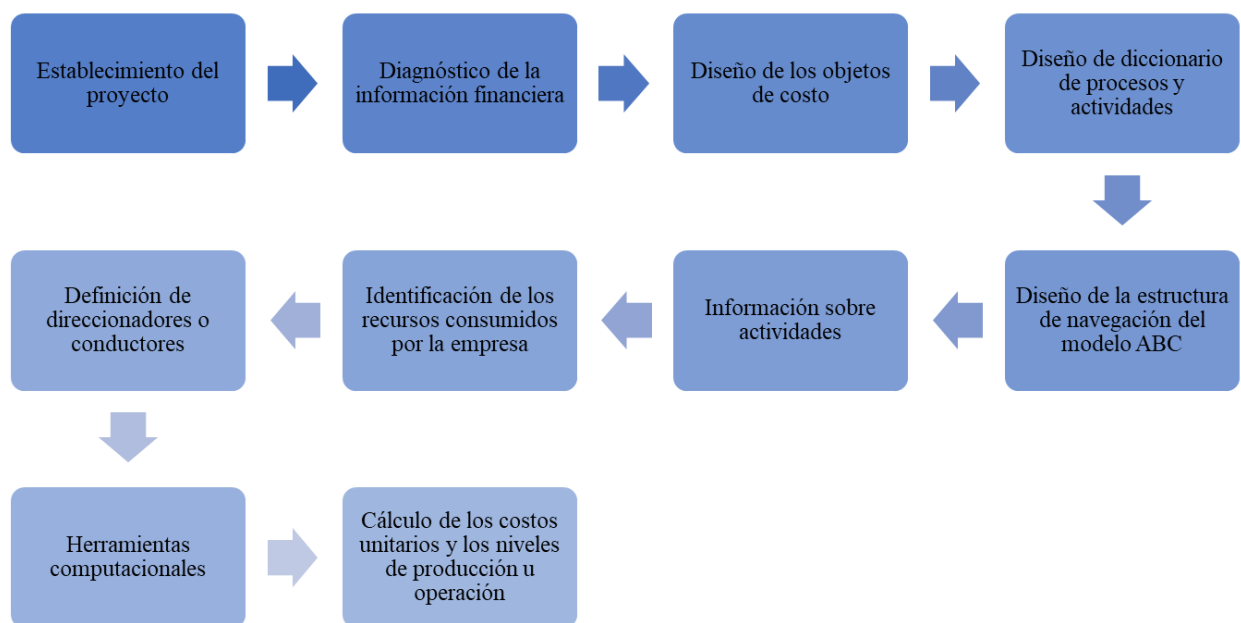 Establecimiento del
proyecto
Diagnóstico de la
información financiera
Diseño de los objetos
de costo
Diseño de diccionario
de procesos y
actividades
Diseño de la estructura
de navegación del
modelo ABC
Información sobre
actividades
Identificación de los
recursos consumidos
por la empresa
Definición de
direccionadores o
conductores
Herramientas
computacionales
Cálculo de los costos
unitarios y los niveles
de producción u
operación